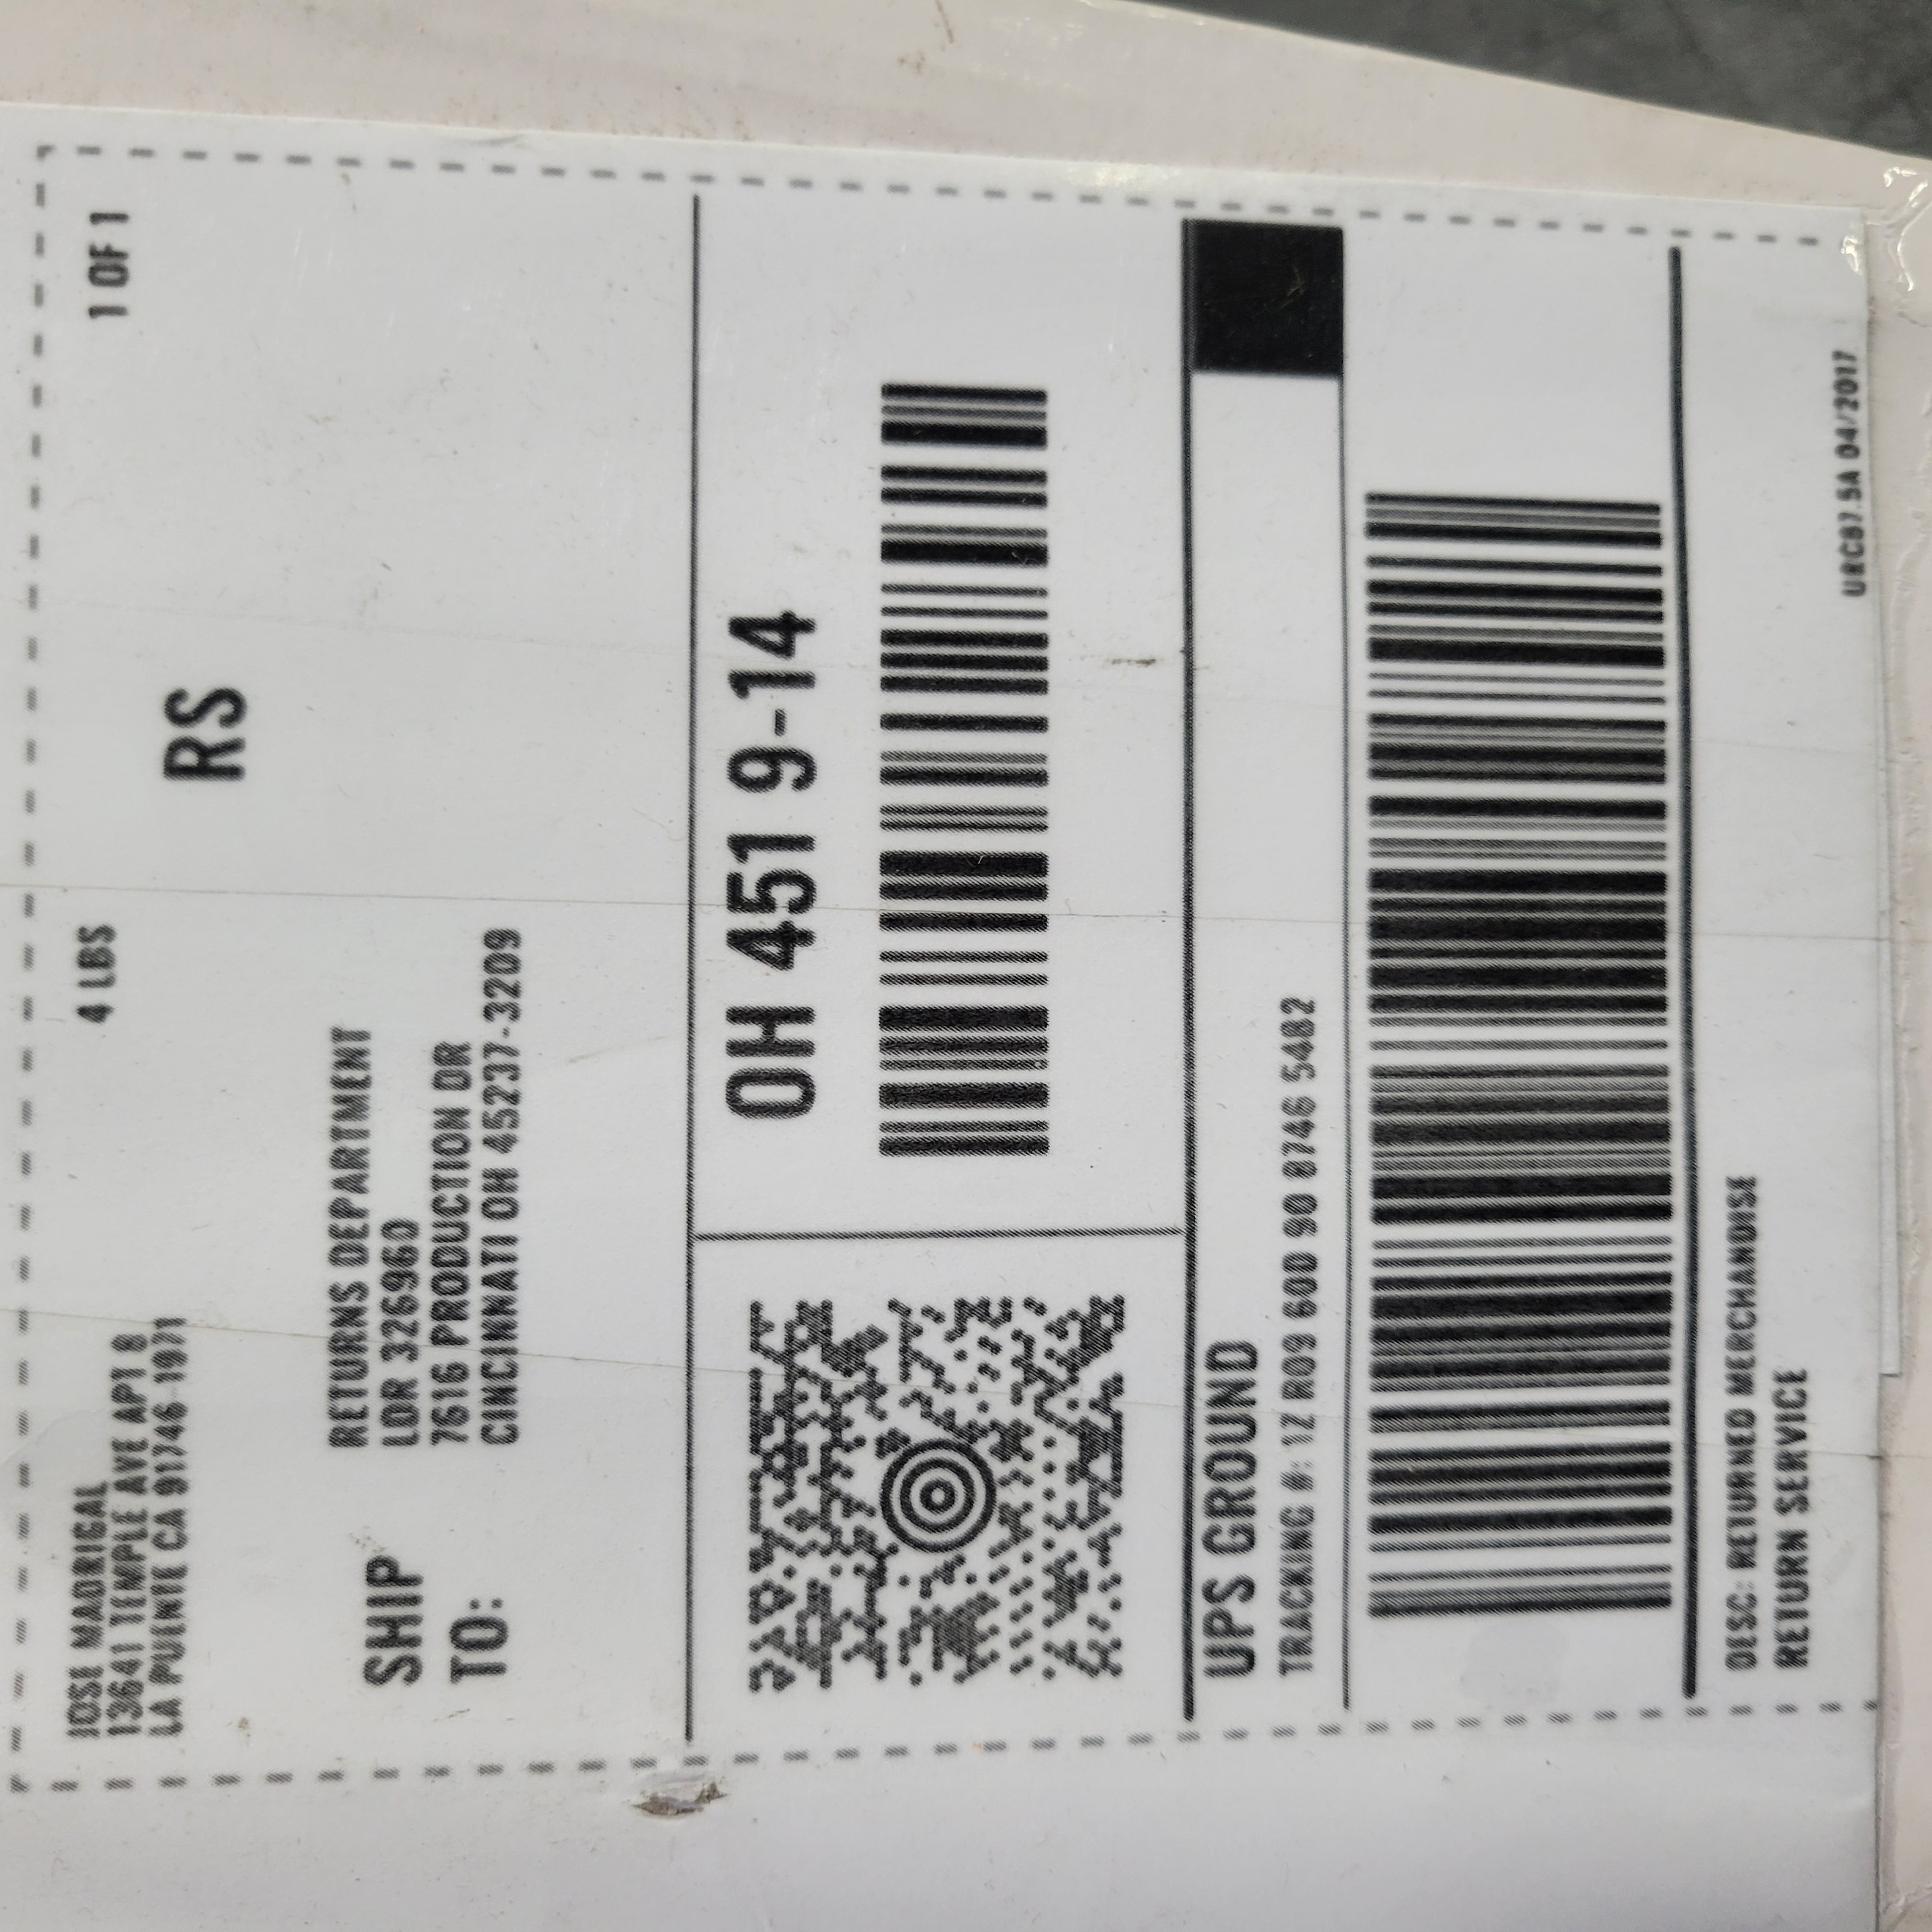 JOSE MADRIGAL
13641 TEMPLE AVE APT 8
LA PUENTE CA 91746-1971
4 LBS
1 OF 1
RS
SHIP
TO:
RETURNS DEPARTMENT
LDR 326960
7616 PRODUCTION DR
CINCINNATI OH 45237-3209
OH 451 9-14
UPS GROUND
TRACKING #: 1Z R09 600 90 0746 5482
DESC: RETURNED MERCHANDISE
RETURN SERVICE
URCB7.5A 04/2017